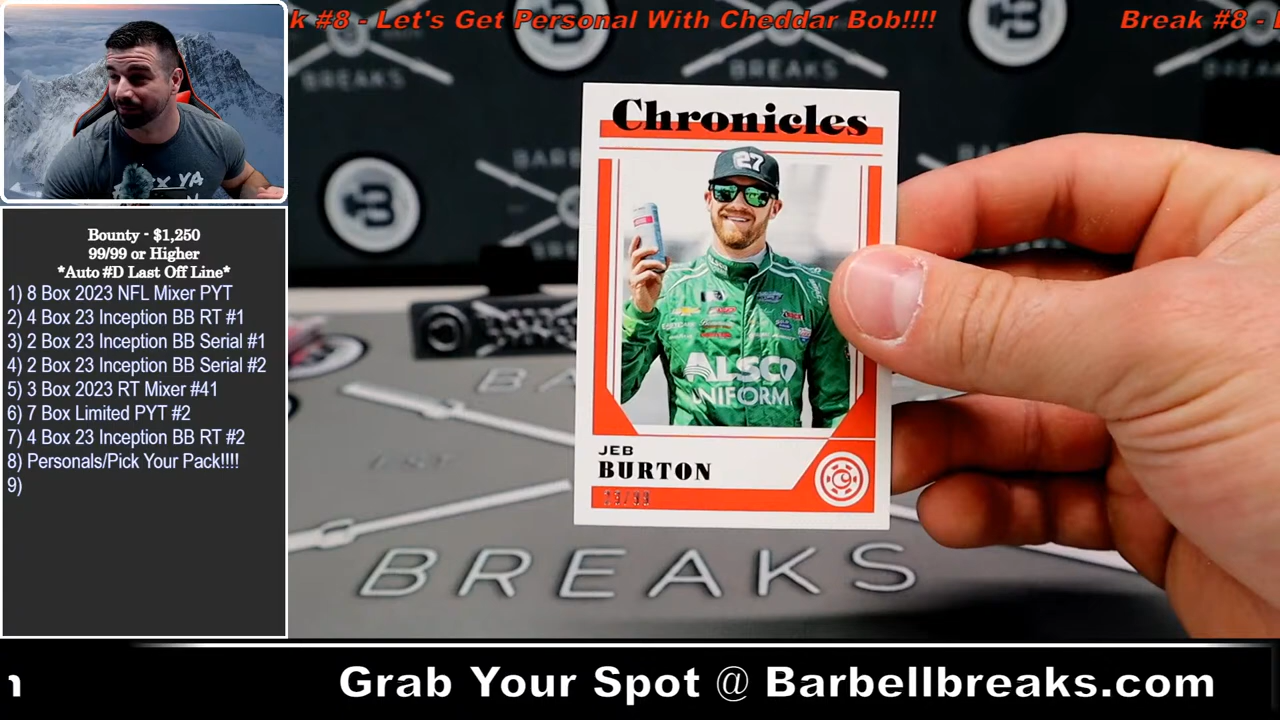 k #8 - Let's Get Personal With Cheddar Bob!!!!
Break #8 -
BREAKS
BREAKS
Bounty - $1,250
99/99 or Higher
*Auto #D Last Off Line*
1) 8 Box 2023 NFL Mixer PYT
2) 4 Box 23 Inception BB RT #1
3) 2 Box 23 Inception BB Serial #1
4) 2 Box 23 Inception BB Serial #2
5) 3 Box 2023 RT Mixer #41
6) 7 Box Limited PYT #2
7) 4 Box 23 Inception BB RT #2
8) Personals/Pick Your Pack!!!!
9)
Chronicles
27
ALSCO
UNIFORM
JEB
BURTON
BREAKS
n
Grab Your Spot @ Barbellbreaks.com